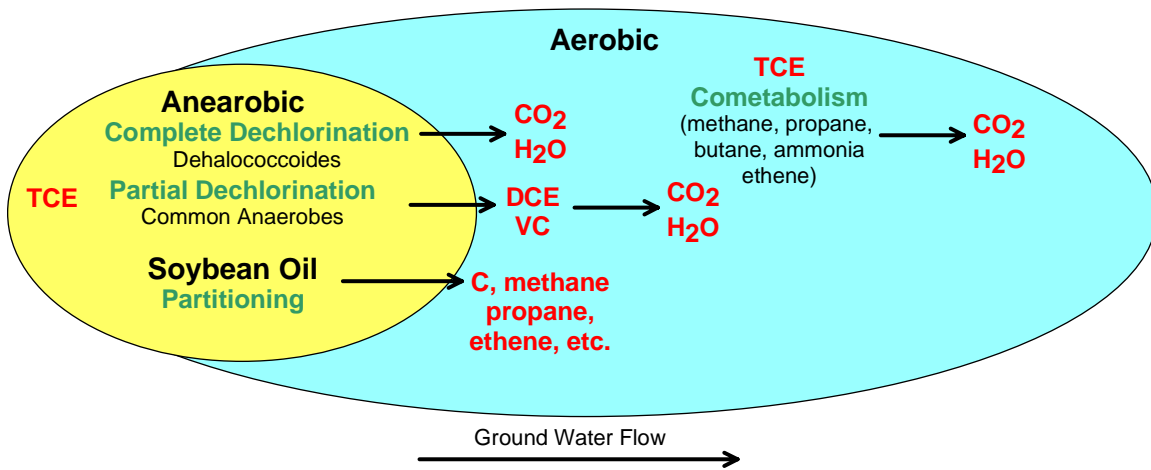 Aerobic
Anearobic
Complete Dechlorination
Dehalococcoides
TCE
Partial Dechlorination
Common Anaerobes
Soybean Oil
Partitioning
CO2
H2O
DCE
VC
CO2
H2O
C, methane
propane,
ethene, etc.
TCE
Cometabolism
(methane, propane,
butane, ammonia
ethene)
CO2
H2O
Ground Water Flow